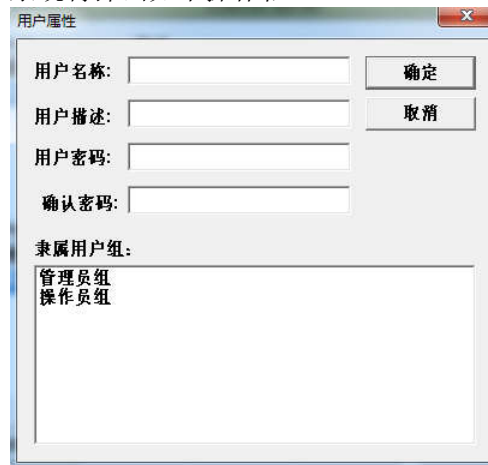 用户属性
用户名称: 确定
用户描述: 取消
用户密码:
确认密码:
隶属用户组:
管理员组
操作员组